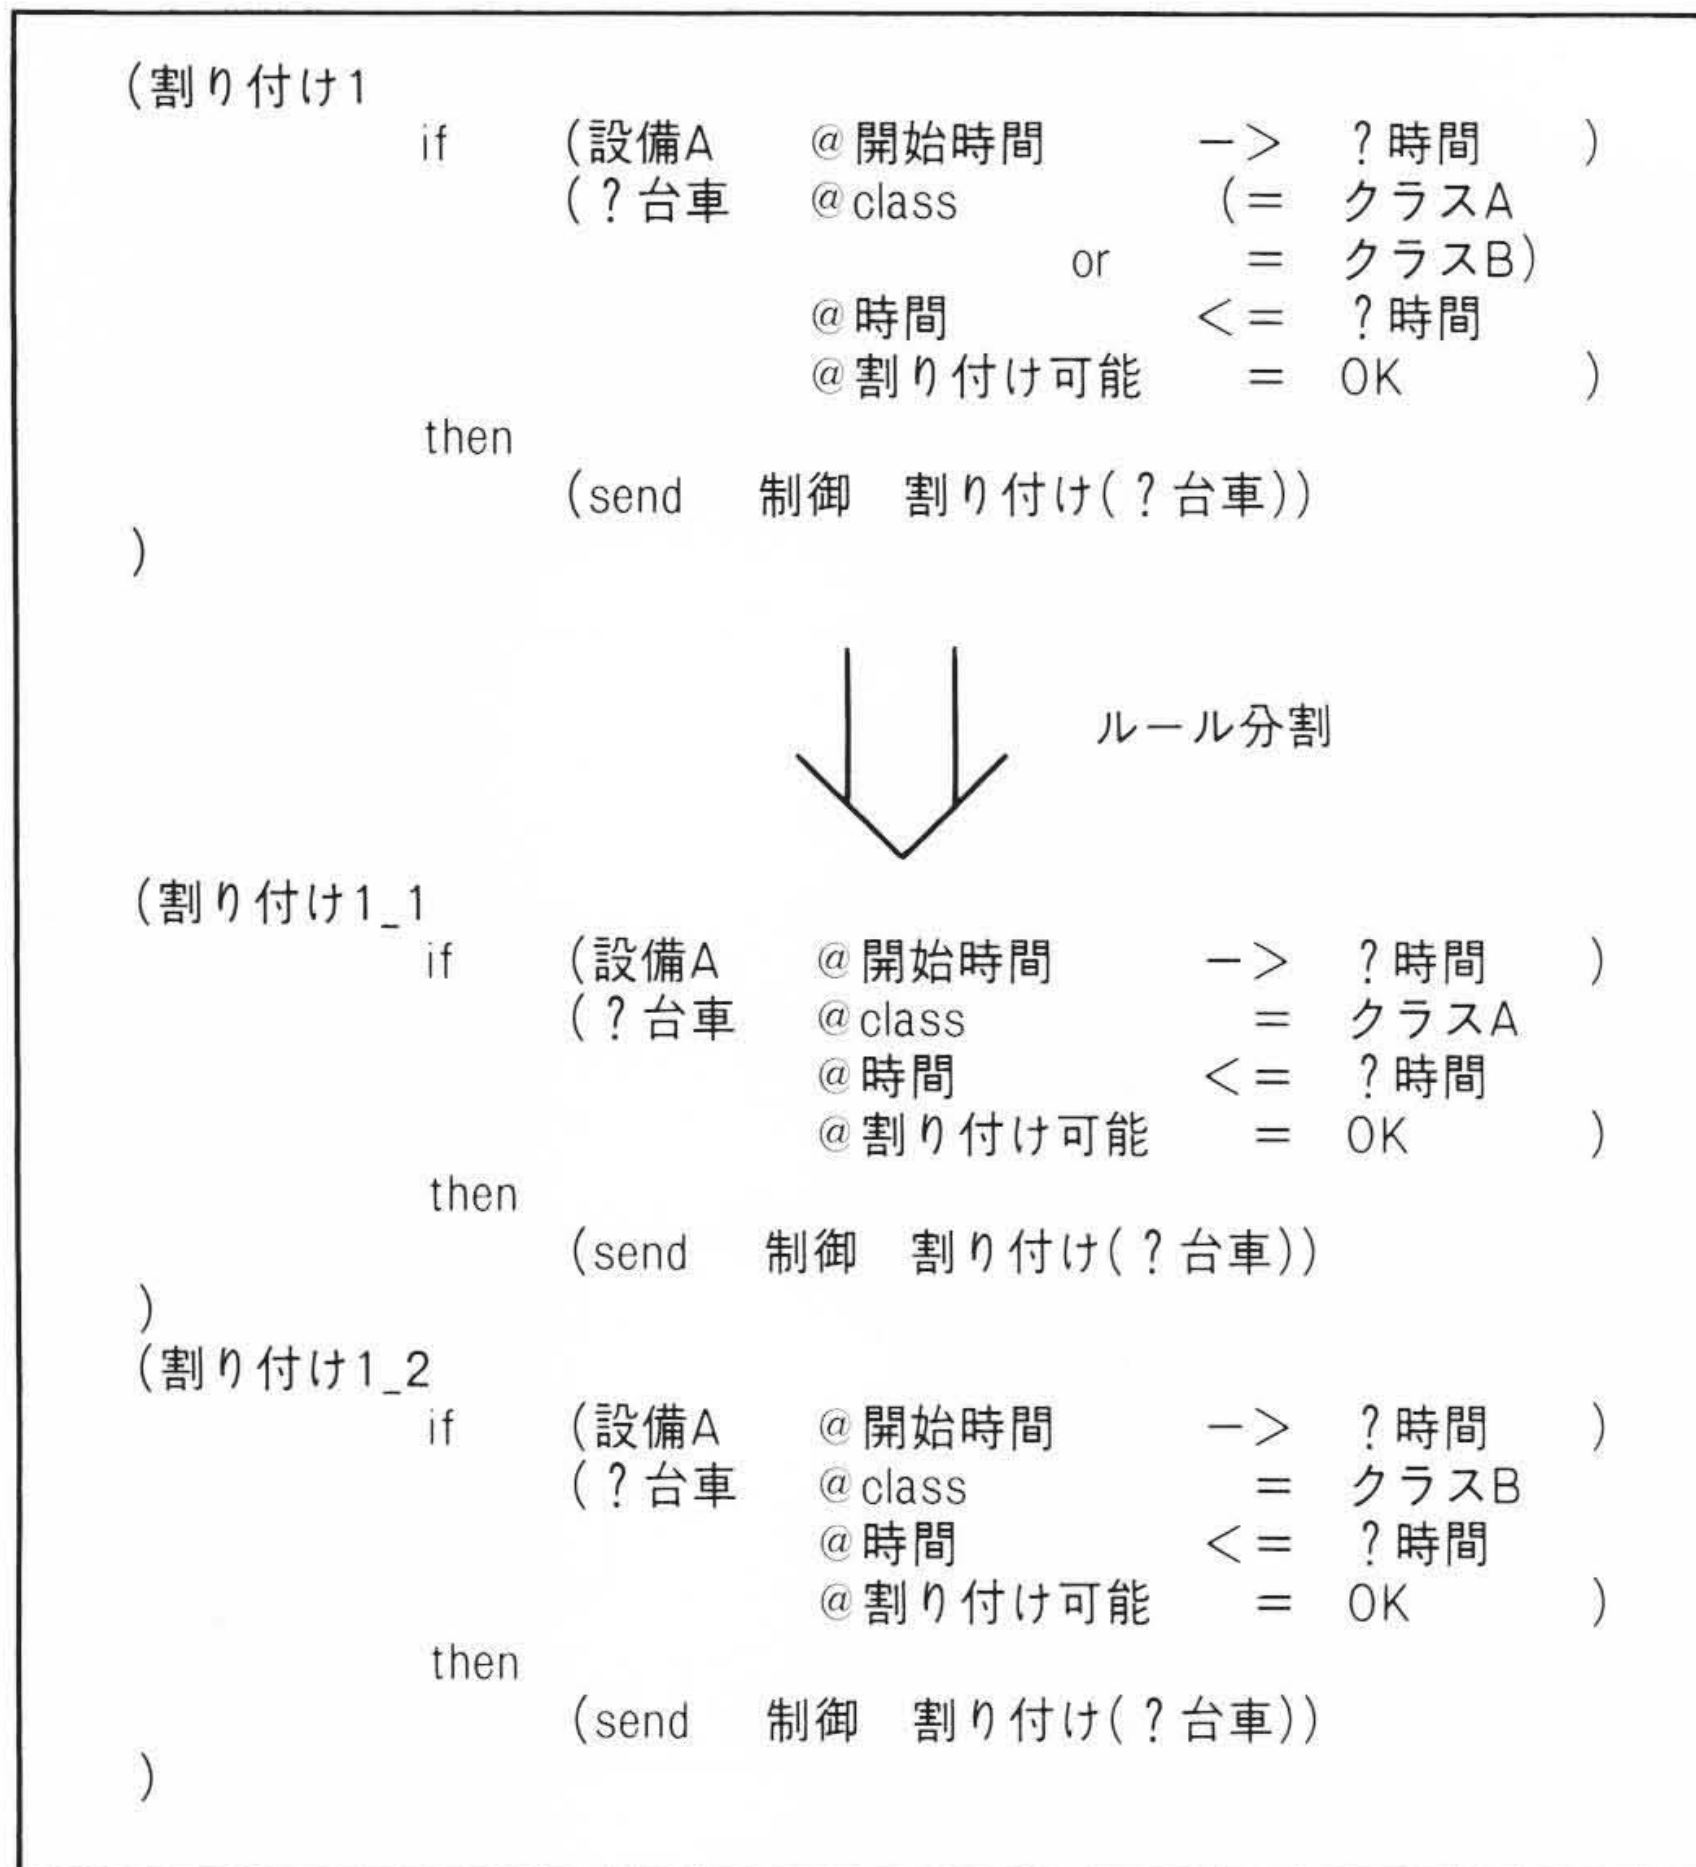 (割り付け1
if (設備A @開始時間 -> ?時間 )
(?台車 @class (= クラスA
or = クラスB)
@時間 <= ?時間
@割り付け可能 = OK )
then
(send 制御 割り付け(?台車))
)
ルール分割
(割り付け1_1
if (設備A @開始時間 -> ?時間 )
(?台車 @class = クラスA
@時間 <= ?時間
@割り付け可能 = OK )
then
(send 制御 割り付け(?台車))
)
(割り付け1_2
if (設備A @開始時間 -> ?時間 )
(?台車 @class = クラスB
@時間 <= ?時間
@割り付け可能 = OK )
then
(send 制御 割り付け(?台車))
)